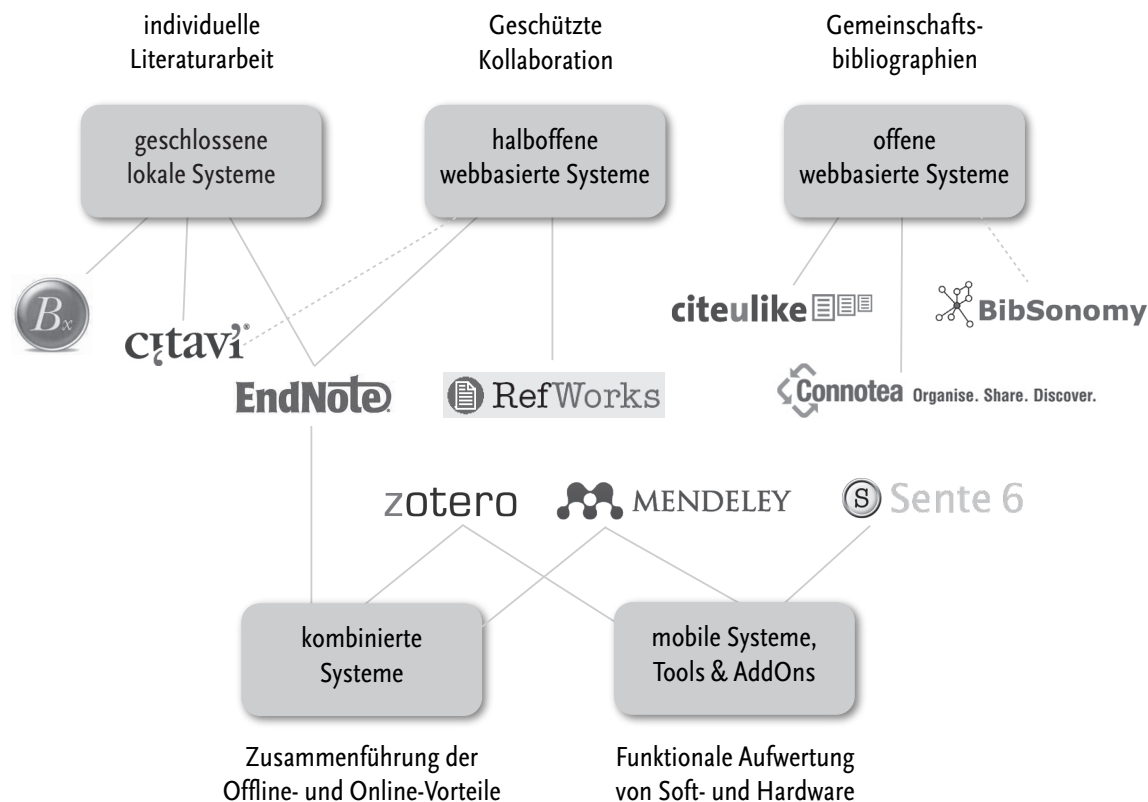 individuelle
Literaturarbeit
Geschützte
Kollaboration
Gemeinschafts-
bibliographien
geschlossene
lokale Systeme
halboffene
webbasierte Systeme
offene
webbasierte Systeme
Bx
citavi®
citeulike
BibSonomy
EndNote
RefWorks
Connotea Organise. Share. Discover.
zotero
MENDELEY
S Sente 6
kombinierte
Systeme
mobile Systeme,
Tools & AddOns
Zusammenführung der
Offline- und Online-Vorteile
Funktionale Aufwertung
von Soft- und Hardware